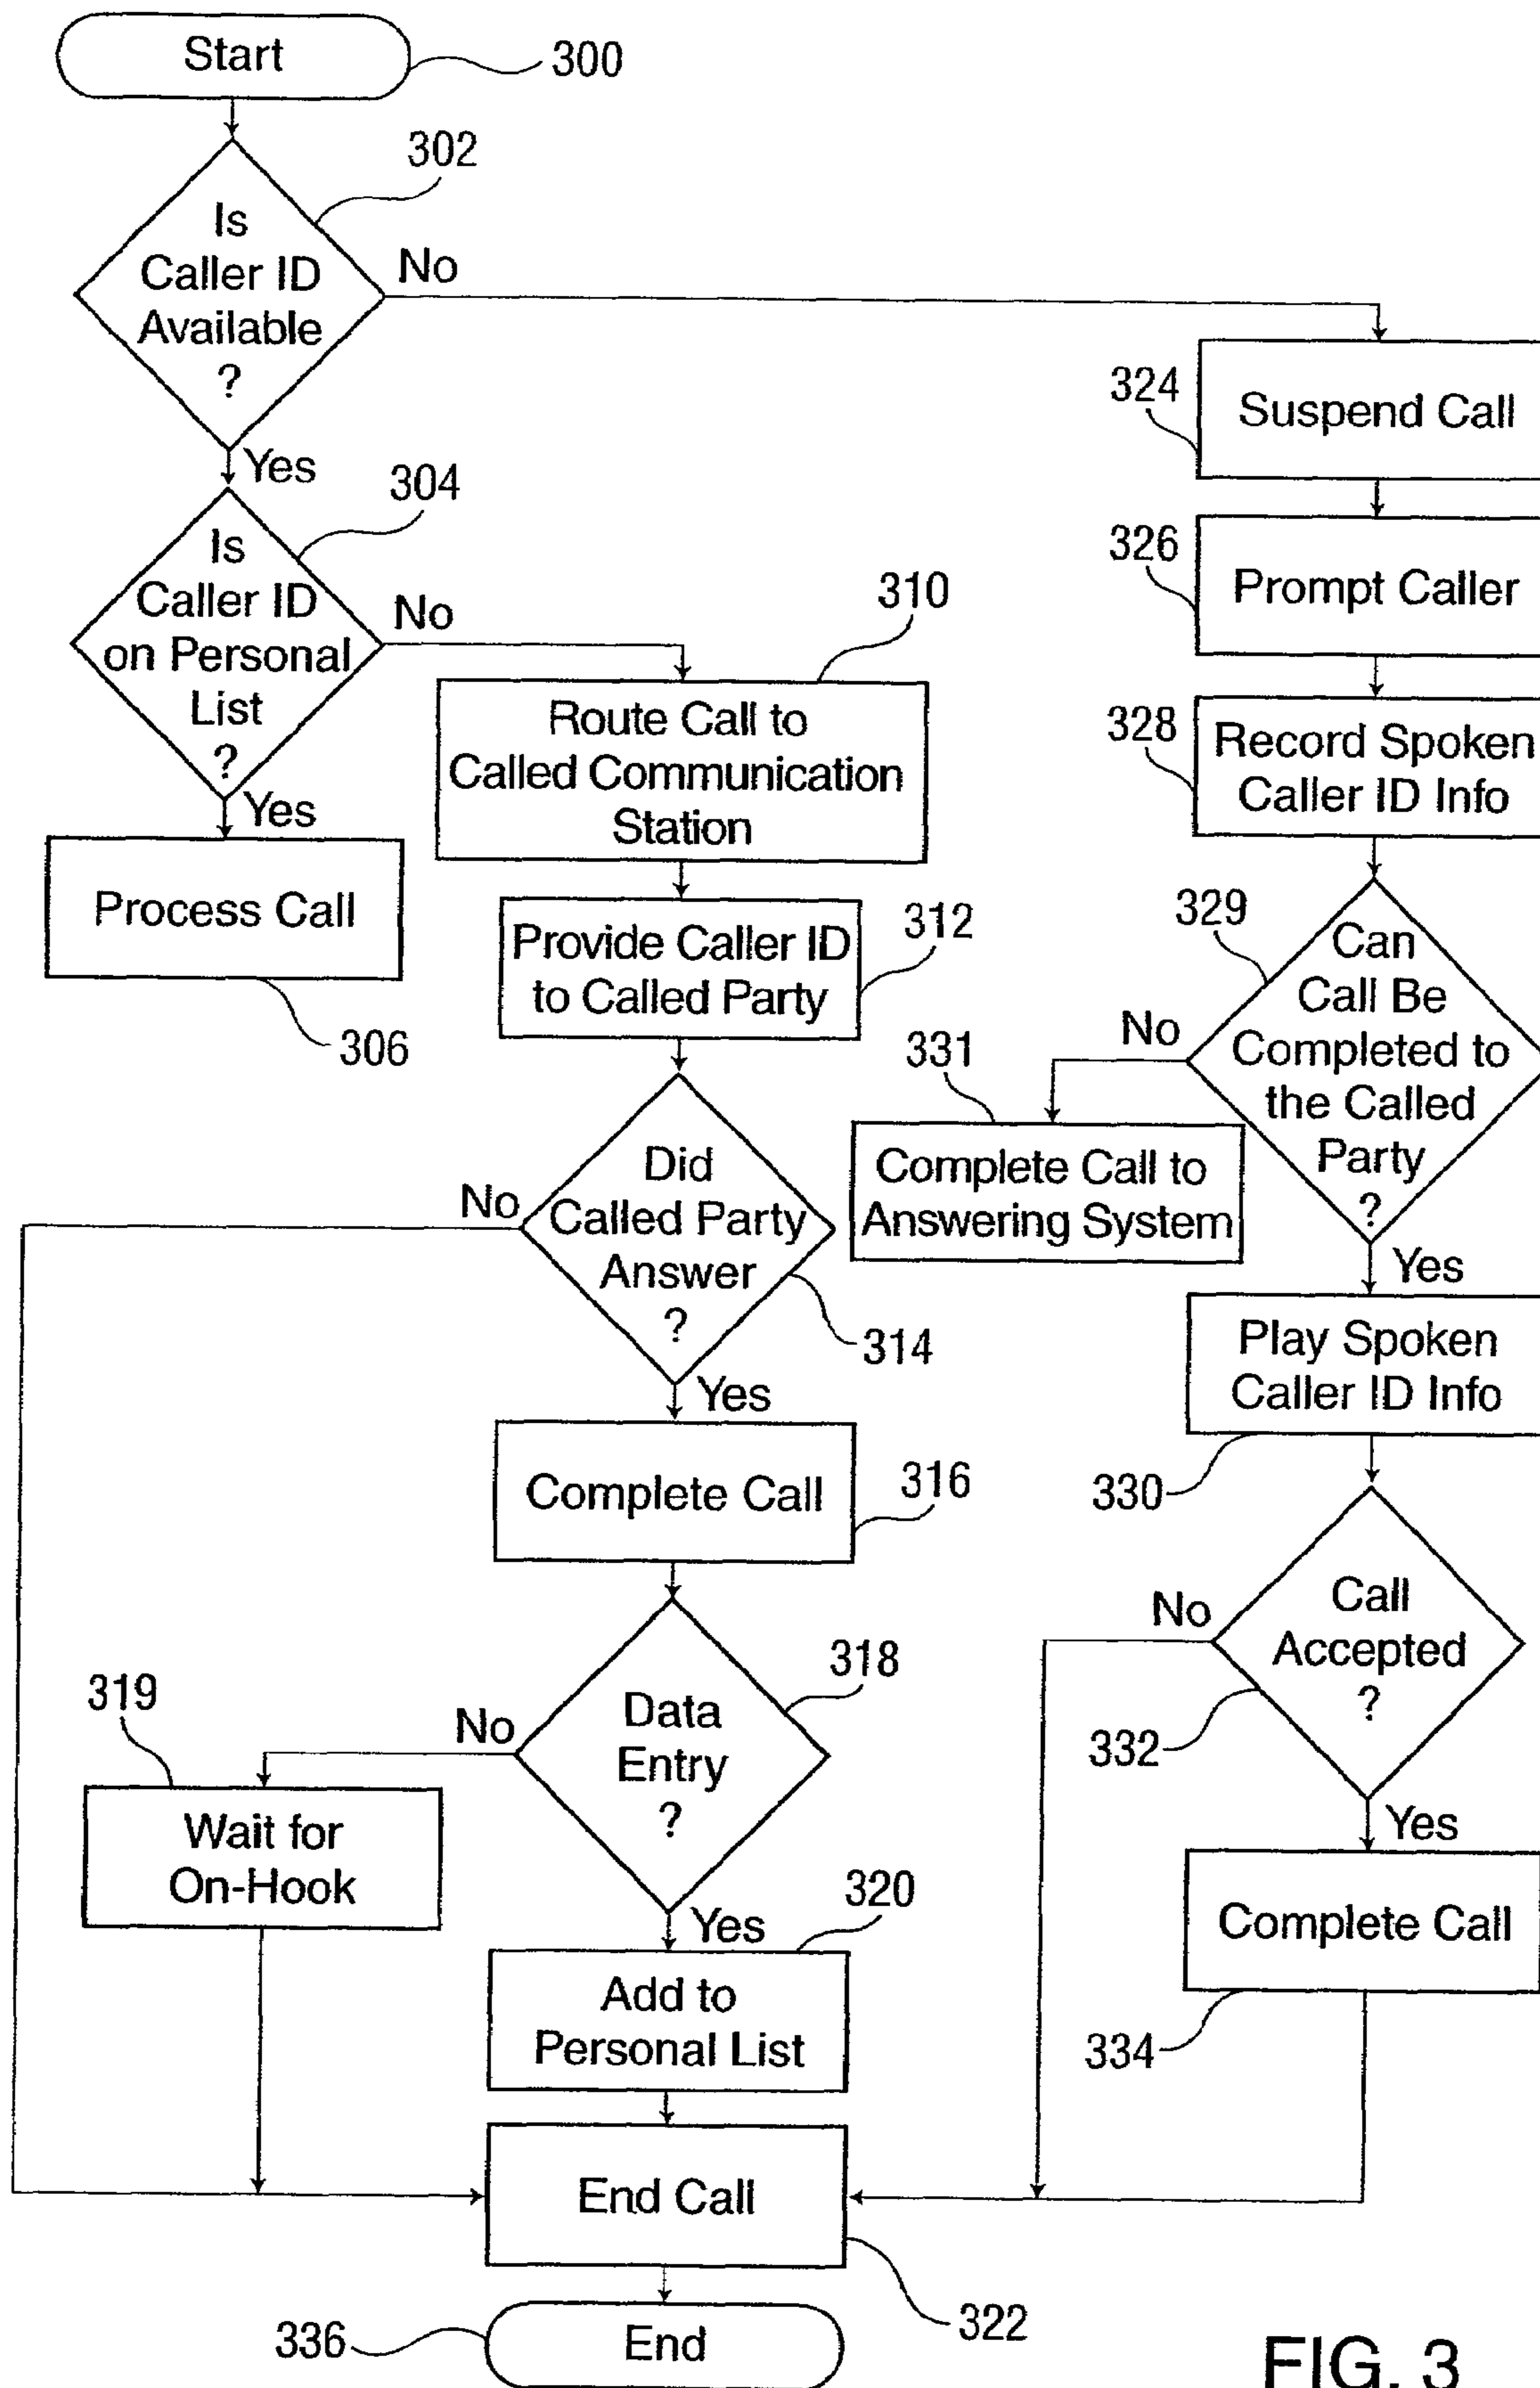 Start
300
302
Is
Caller ID
Available
?
No
Yes
304
Is
Caller ID
on Personal
List
?
No
Yes
Process Call
306
310
Route Call to
Called Communication
Station
Provide Caller ID
to Called Party
312
Did
Called Party
Answer
?
No
314
Yes
Complete Call
316
318
Data
Entry
?
No
319
Wait for
On-Hook
Yes
320
Add to
Personal List
End Call
322
336
End
324
Suspend Call
326
Prompt Caller
328
Record Spoken
Caller ID Info
329
Can
Call Be
Completed to
the Called
Party
?
No
331
Complete Call to
Answering System
Yes
Play Spoken
Caller ID Info
330
Call
Accepted
?
No
332
Yes
Complete Call
334
FIG. 3